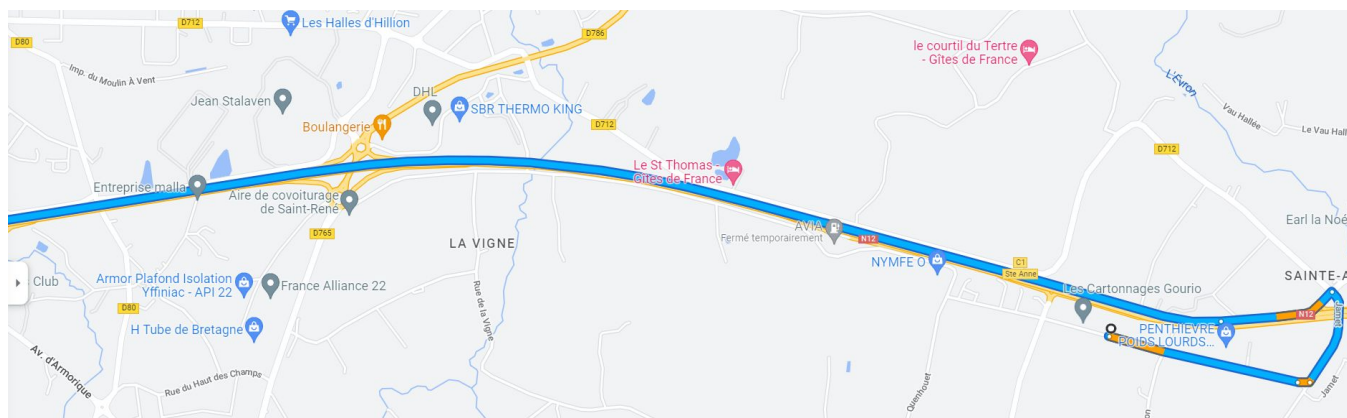 D712
Les Halles d'Hillion
D80
D786
le courtil du Tertre
- Gîtes de France
Imp. du Moulin À Vent
L'Évron
Jean Stalaven
DHL
SBR THERMO KING
Vau Hallée
Le Vau Hall
Boulangerie
D712
D712
Le St Thomas -
Gîtes de France
Entreprise malla
Aire de covoiturage
de Saint-René
Earl la Noé
AVIA
Fermé temporairement
N12
D765
LA VIGNE
NYMFE O
C1
Ste Anne
SAINTE-A
Club
Armor Plafond Isolation
Yffiniac - API 22
France Alliance 22
Les Cartonnages Gourio
Rue de la Vigne
D80
H Tube de Bretagne
N12
Jamet
PENTHIEVRE
POIDS LOURDS...
Av. d'Armorique
Rue du Haut des Champs
Quenhouet
Jamet